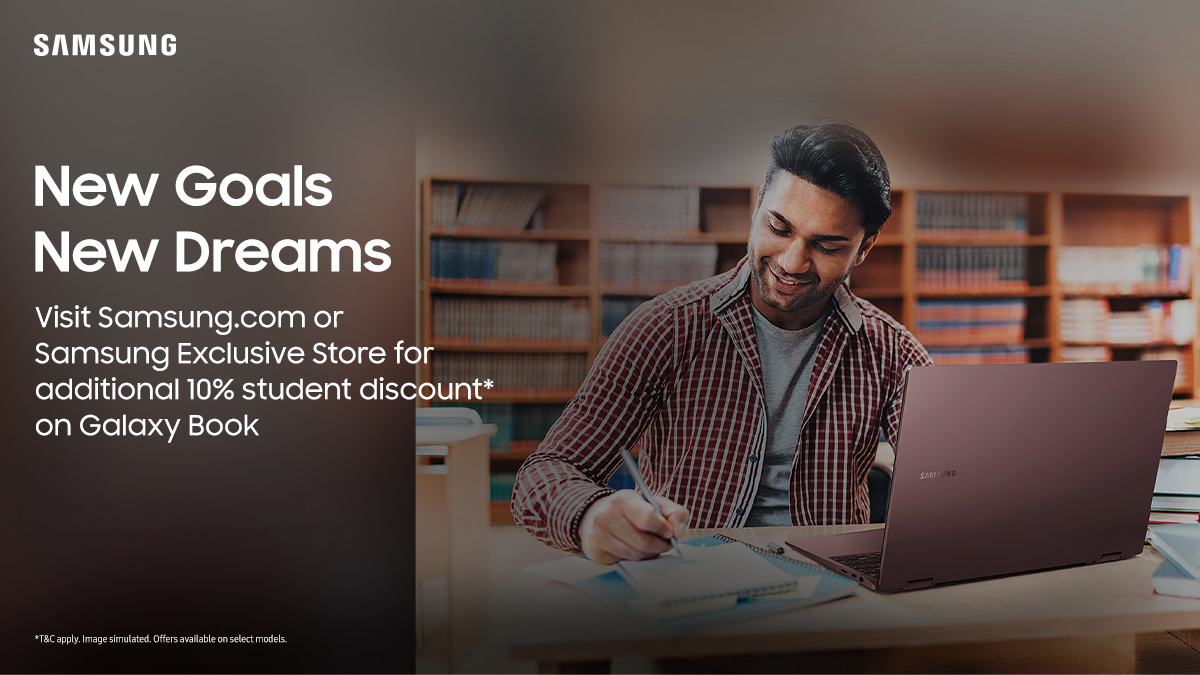 SAMSUNG
New Goals
New Dreams
Visit Samsung.com or
Samsung Exclusive Store for
additional 10% student discount*
on Galaxy Book
SAMSUNG
*T&C apply. Image simulated. Offers available on select models.